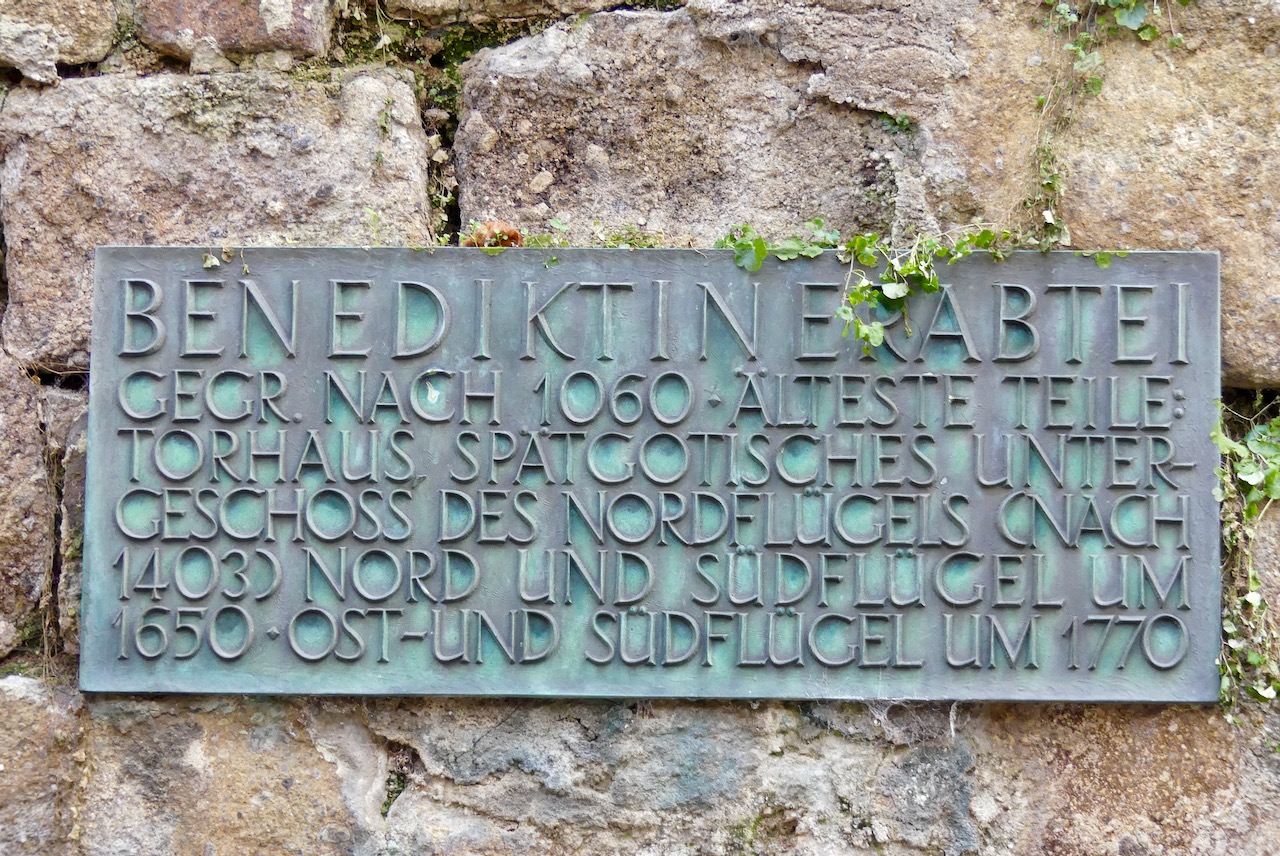 BENEDIKTINERABTEI
GEGR. NACH 1060 · ÄLTESTE TEILE:
TORHAUS SPÄTGOTISCHES UNTER-
GESCHOSS DES NORDFLÜGELS (NACH
1403) NORD UND SÜDFLÜGEL UM
1650 · OST-UND SÜDFLÜGEL UM 1770